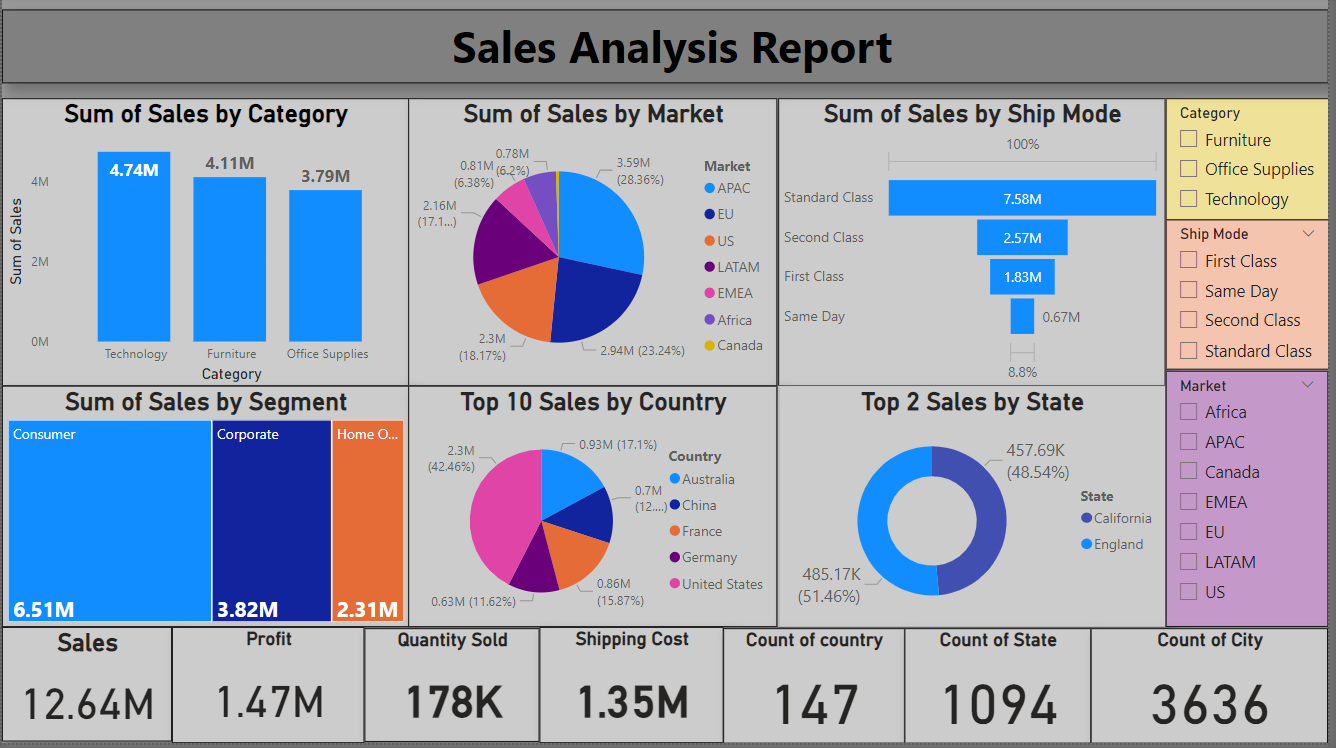 Sales Analysis Report
Sum of Sales by Category
Sum of Sales
4M
2M
0M
4.74M
4.11M
3.79M
Technology
Furniture
Office Supplies
Category
Sum of Sales by Market
0.78M
(6.2%)
0.81M
(6.38%)
2.16M
(17.1...)
2.3M
(18.17%)
2.94M (23.24%)
3.59M
(28.36%)
Market
APAC
EU
US
LATAM
EMEA
Africa
Canada
Sum of Sales by Ship Mode
100%
Standard Class
7.58M
Second Class
2.57M
First Class
1.83M
Same Day
0.67M
8.8%
Category
Furniture
Office Supplies
Technology
Ship Mode
First Class
Same Day
Second Class
Standard Class
Market
Africa
APAC
Canada
EMEA
EU
LATAM
US
Sum of Sales by Segment
Consumer
6.51M
Corporate
3.82M
Home O...
2.31M
Top 10 Sales by Country
2.3M
(42.46%)
0.93M (17.1%)
0.7M
(12....)
0.86M
(15.87%)
0.63M (11.62%)
Country
Australia
China
France
Germany
United States
Top 2 Sales by State
457.69K
(48.54%)
485.17K
(51.46%)
State
California
England
Sales
12.64M
Profit
1.47M
Quantity Sold
178K
Shipping Cost
1.35M
Count of country
147
Count of State
1094
Count of City
3636